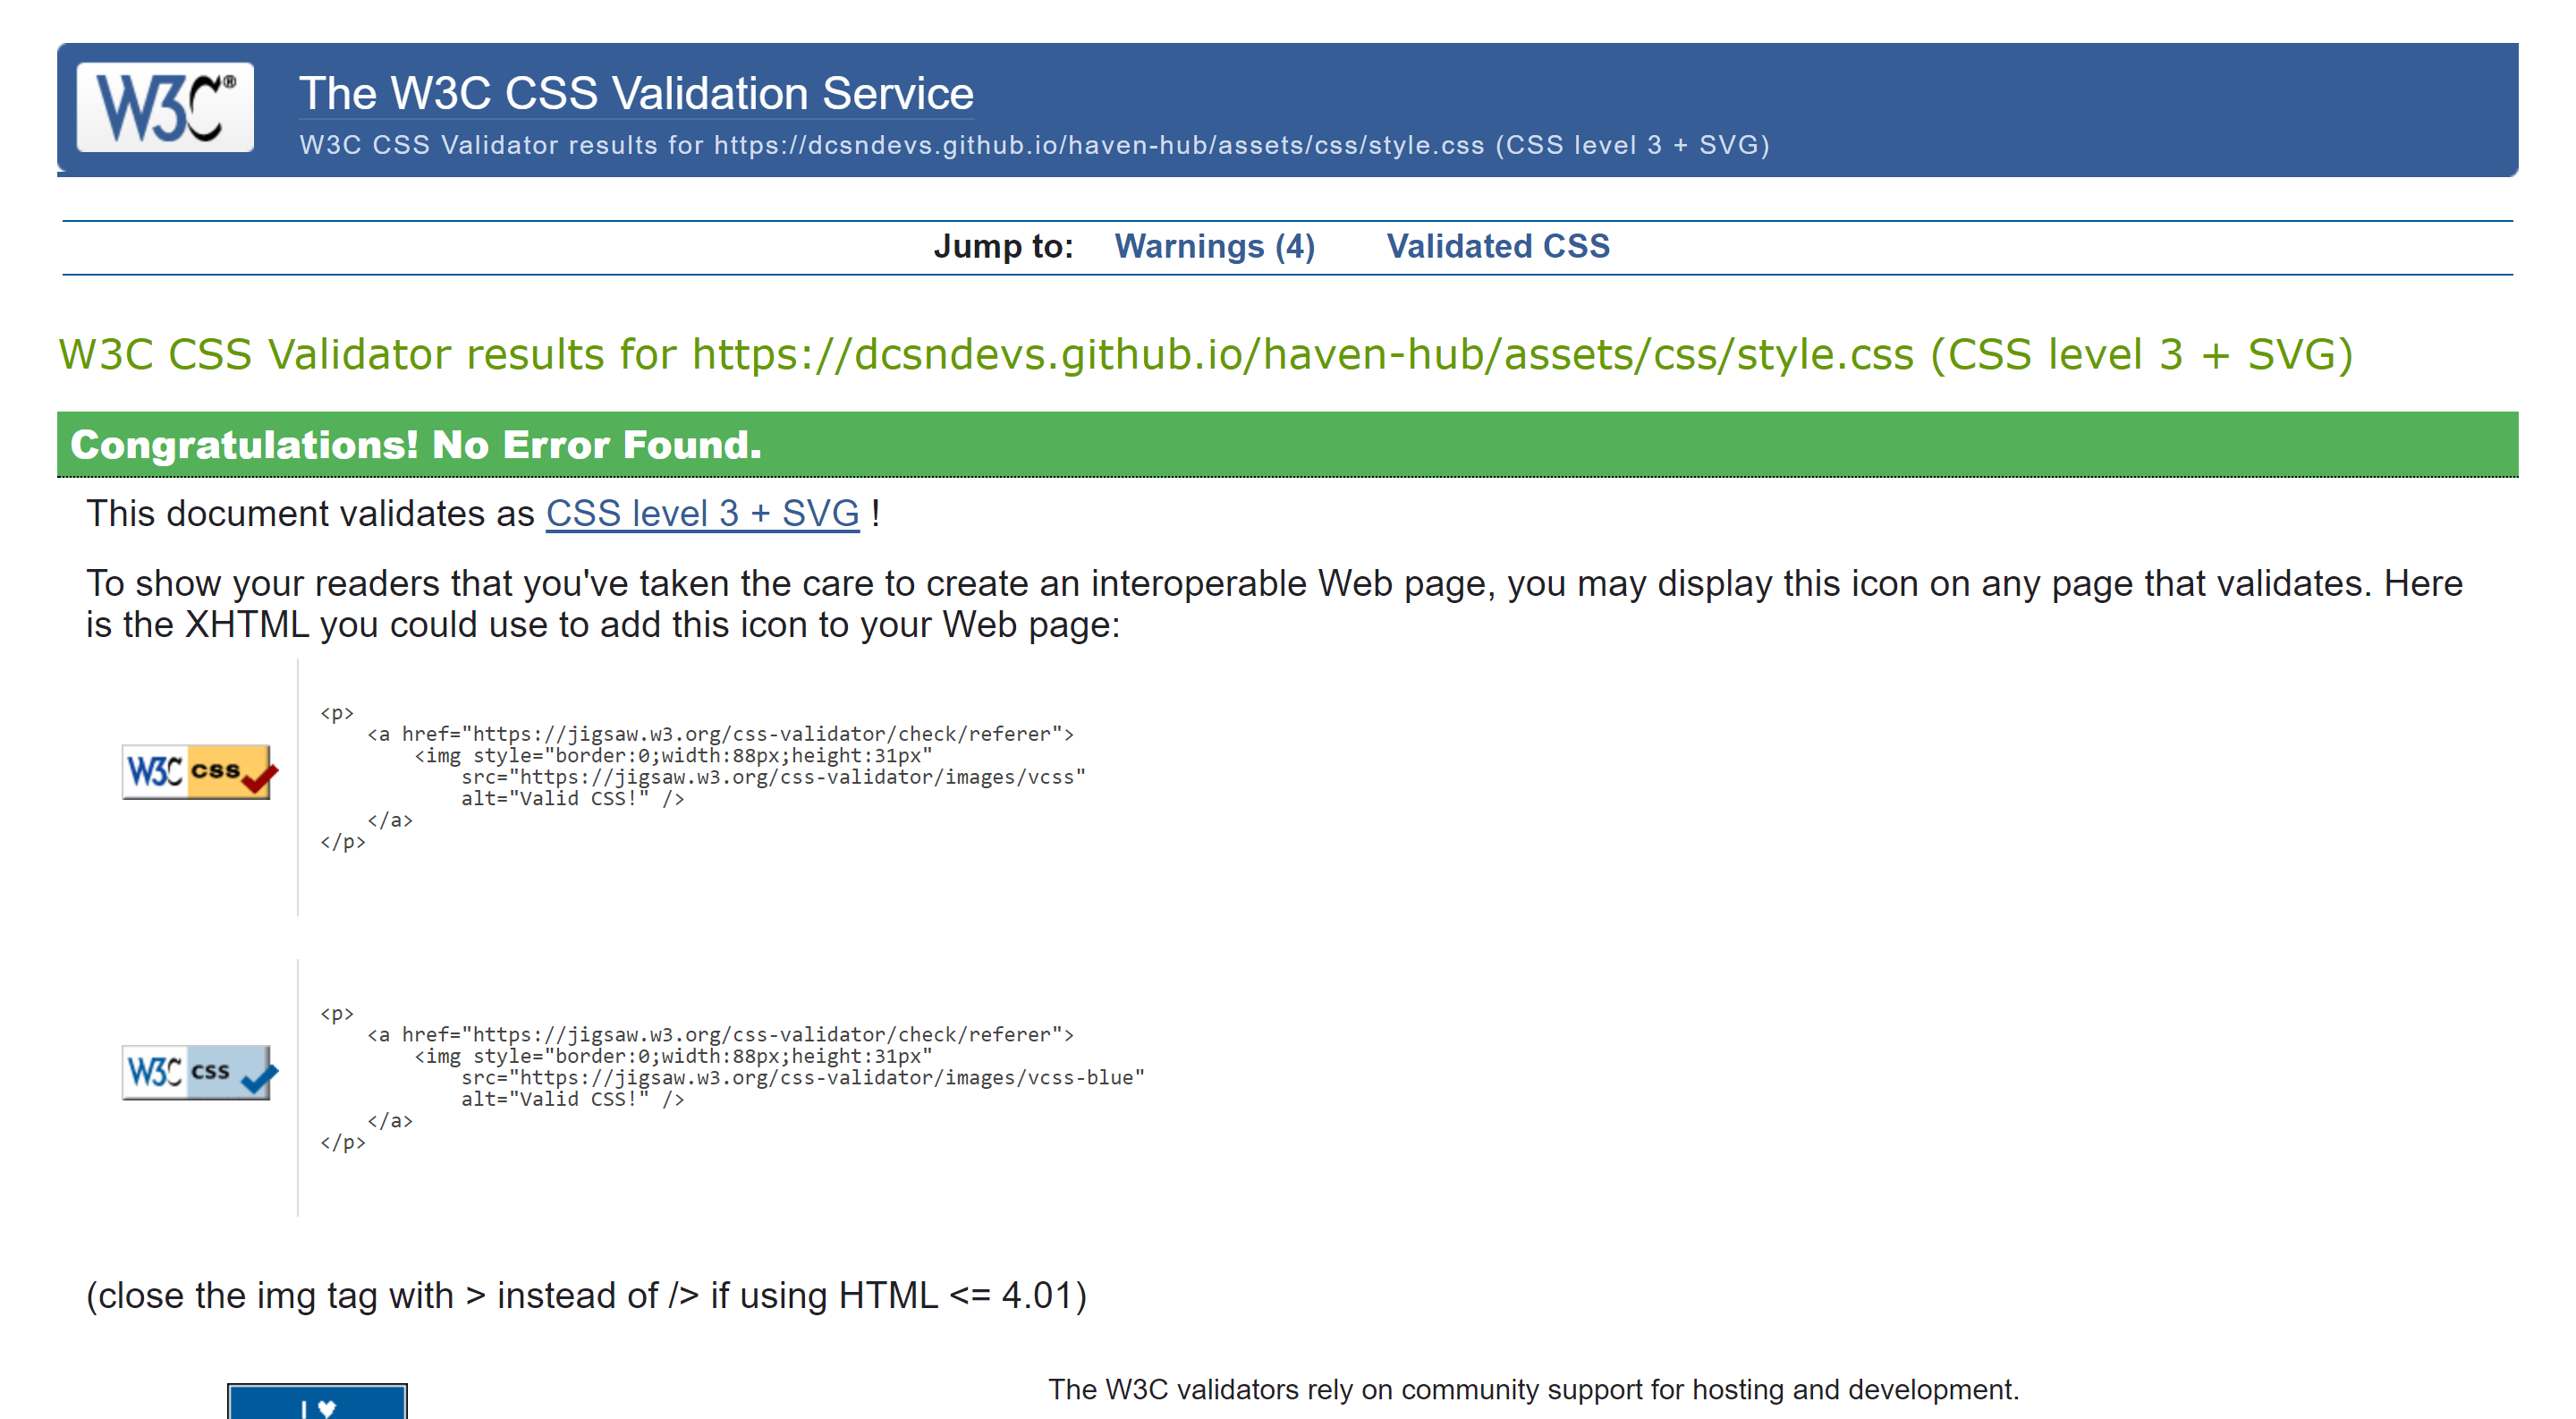 W3C®
The W3C CSS Validation Service
W3C CSS Validator results for https://dcsndevs.github.io/haven-hub/assets/css/style.css (CSS level 3 + SVG)
Jump to: Warnings (4) Validated CSS
W3C CSS Validator results for https://dcsndevs.github.io/haven-hub/assets/css/style.css (CSS level 3 + SVG)
Congratulations! No Error Found.
This document validates as CSS level 3 + SVG !
To show your readers that you've taken the care to create an interoperable Web page, you may display this icon on any page that validates. Here
is the XHTML you could use to add this icon to your Web page:
<p>
<a href="https://jigsaw.w3.org/css-validator/check/referer">
<img style="border:0;width:88px;height:31px"
W3C css
src="https://jigsaw.w3.org/css-validator/images/vcss"
alt="Valid CSS!" />
</a>
</p>
<p>
<a href="https://jigsaw.w3.org/css-validator/check/referer">
<img style="border:0;width:88px;height:31px"
W3C css
src="https://jigsaw.w3.org/css-validator/images/vcss-blue"
alt="Valid CSS!" />
</a>
</p>
(close the img tag with > instead of /> if using HTML <= 4.01)
I ♥
The W3C validators rely on community support for hosting and development.